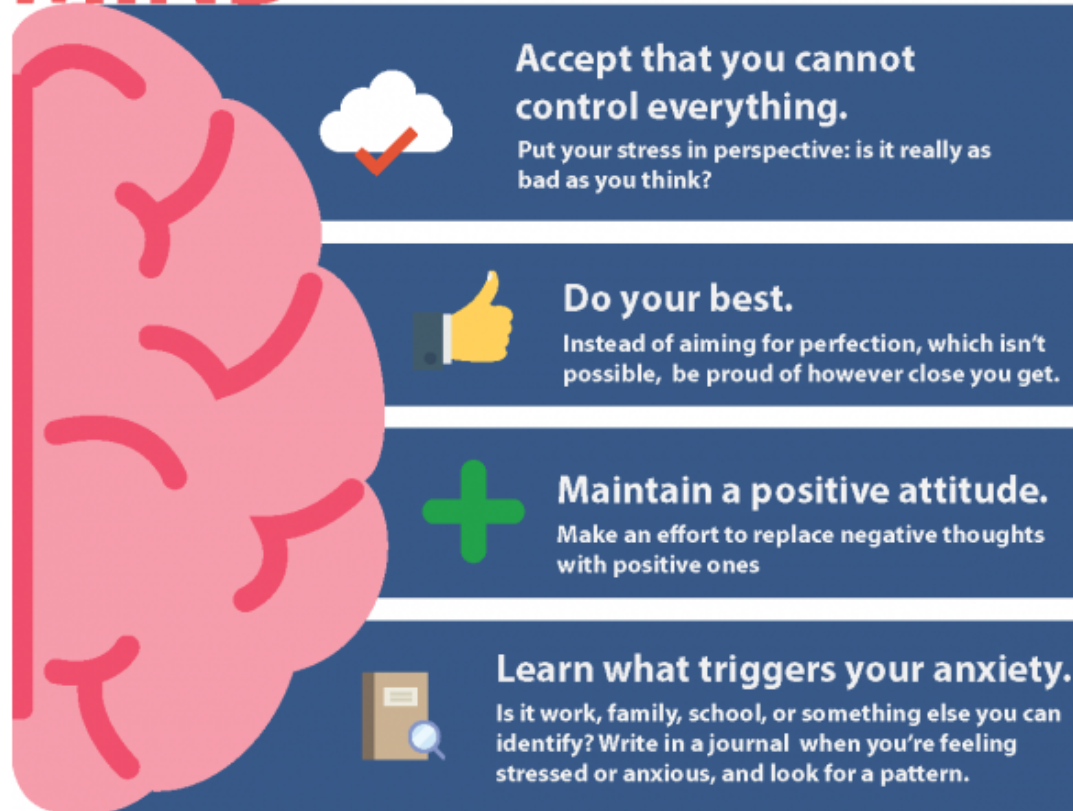 Accept that you cannot
control everything.
Put your stress in perspective: is it really as
bad as you think?
Do your best.
Instead of aiming for perfection, which isn't
possible, be proud of however close you get.
Maintain a positive attitude.
Make an effort to replace negative thoughts
with positive ones
Learn what triggers your anxiety.
Is it work, family, school, or something else you can
identify? Write in a journal when you're feeling
stressed or anxious, and look for a pattern.